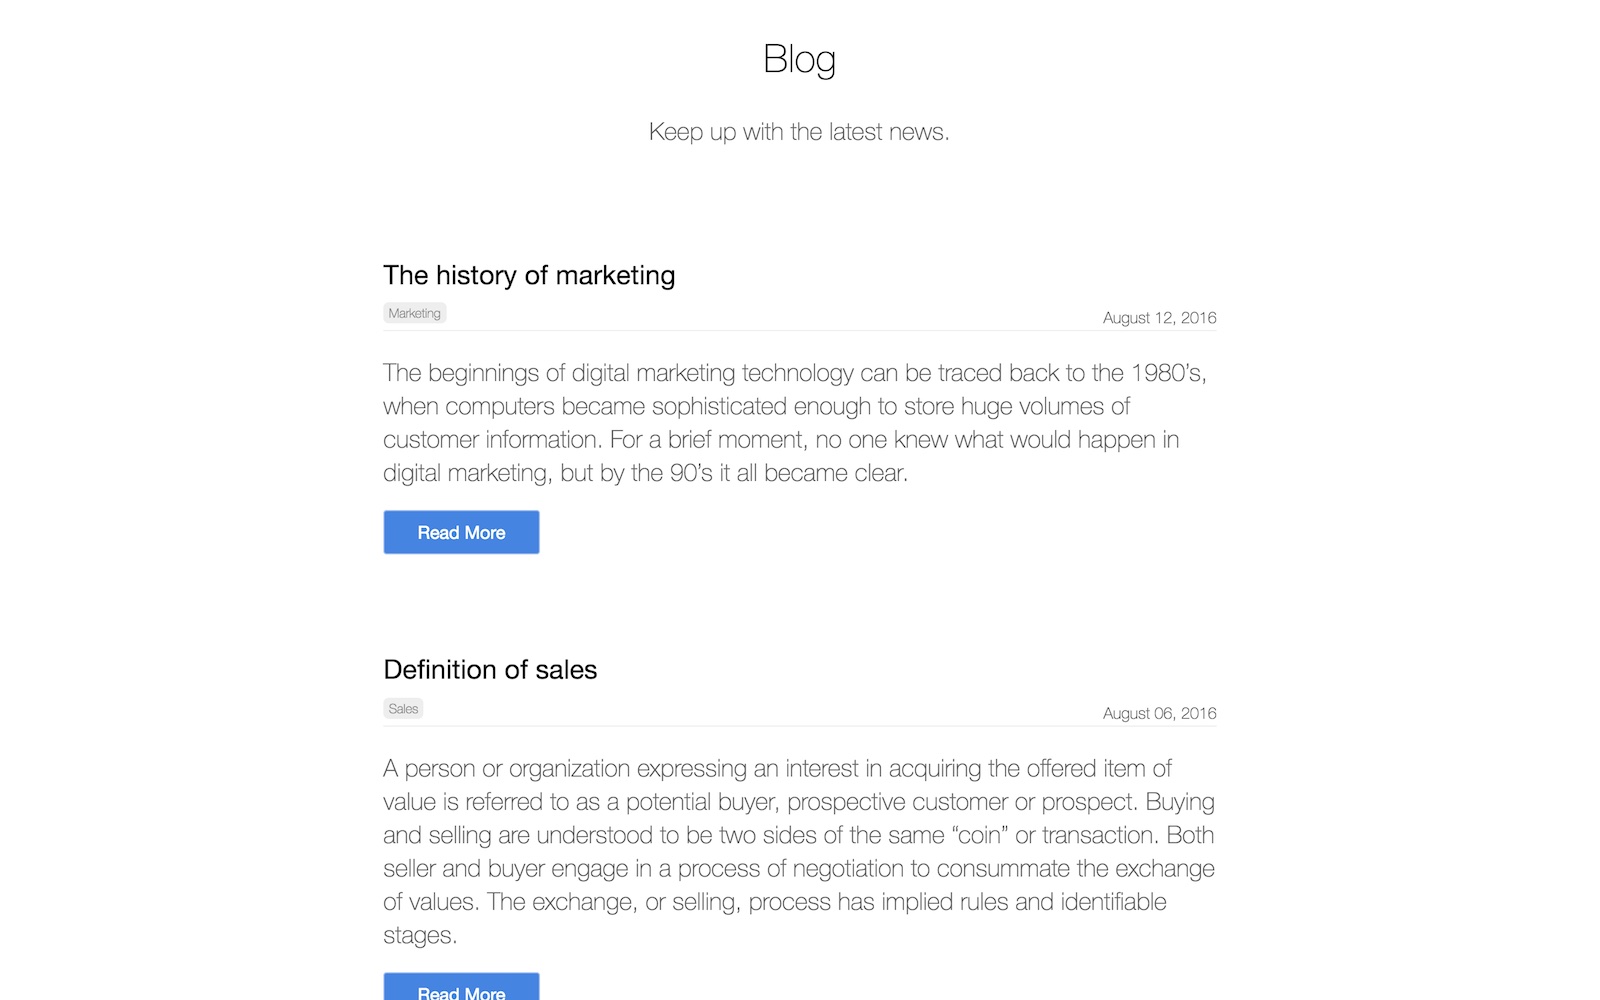 Blog
Keep up with the latest news.
The history of marketing
Marketing
August 12, 2016
The beginnings of digital marketing technology can be traced back to the 1980’s,
when computers became sophisticated enough to store huge volumes of
customer information. For a brief moment, no one knew what would happen in
digital marketing, but by the 90’s it all became clear.
Read More
Definition of sales
Sales
August 06, 2016
A person or organization expressing an interest in acquiring the offered item of
value is referred to as a potential buyer, prospective customer or prospect. Buying
and selling are understood to be two sides of the same “coin” or transaction. Both
seller and buyer engage in a process of negotiation to consummate the exchange
of values. The exchange, or selling, process has implied rules and identifiable
stages.
Read More